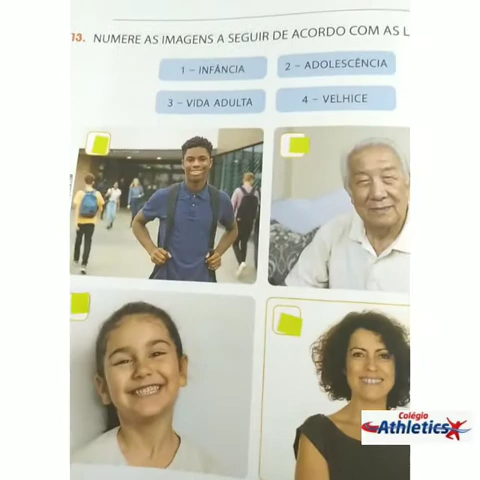 13. NUMERE AS IMAGENS A SEGUIR DE ACORDO COM AS L
1 – INFÂNCIA
2 – ADOLESCÊNCIA
3 – VIDA ADULTA
4 – VELHICE
Colégio
Athletics